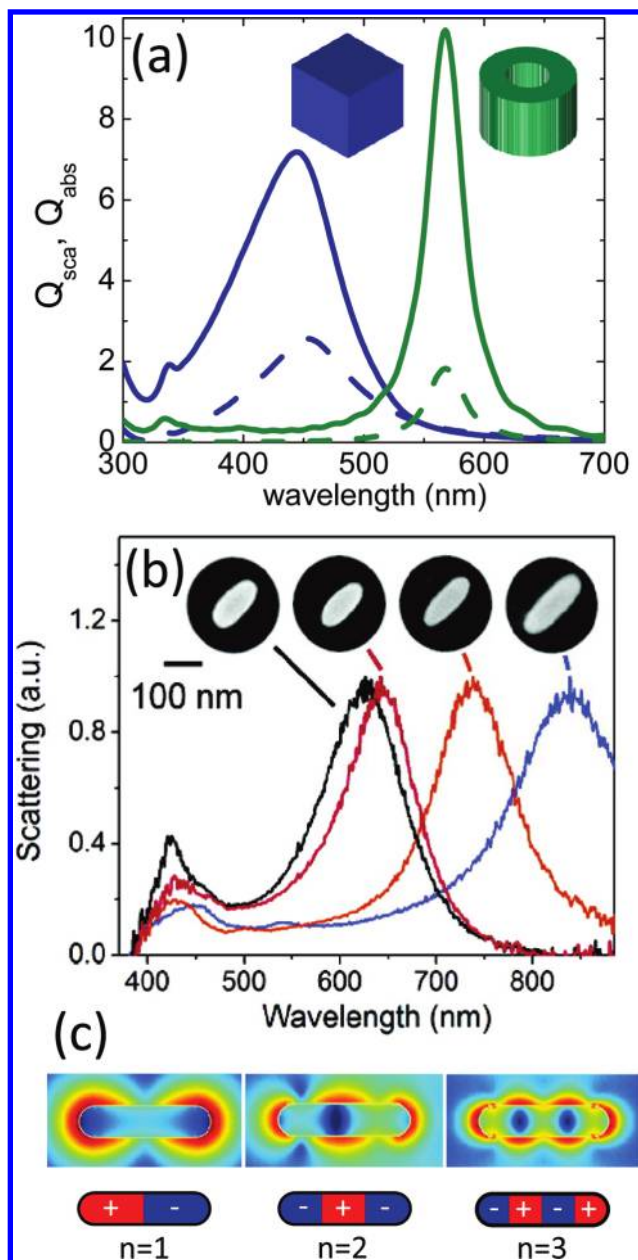 (a)
Q_sca, Q_abs
10
8
6
4
2
0
300 400 500 600 700
wavelength (nm)
(b)
100 nm
Scattering (a.u.)
1.2
0.8
0.4
0.0
400 500 600 700 800
Wavelength (nm)
(c)
+ -
- + -
- + - +
n=1 n=2 n=3